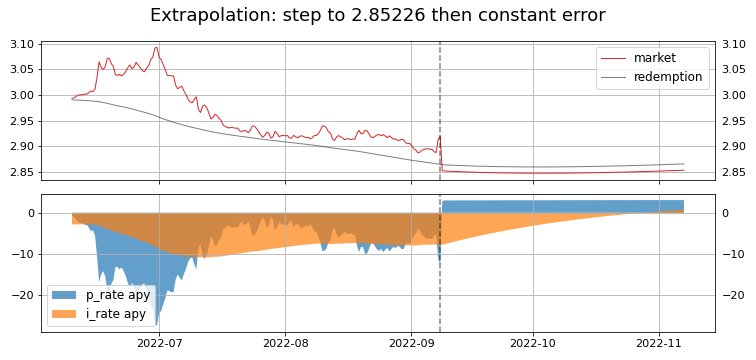 Extrapolation: step to 2.85226 then constant error
3.10 3.10
3.05 3.05
3.00 3.00
2.95 2.95
2.90 2.90
2.85 2.85
market
redemption
0 0
−10 −10
−20 −20
p_rate apy
i_rate apy
2022-07 2022-08 2022-09 2022-10 2022-11